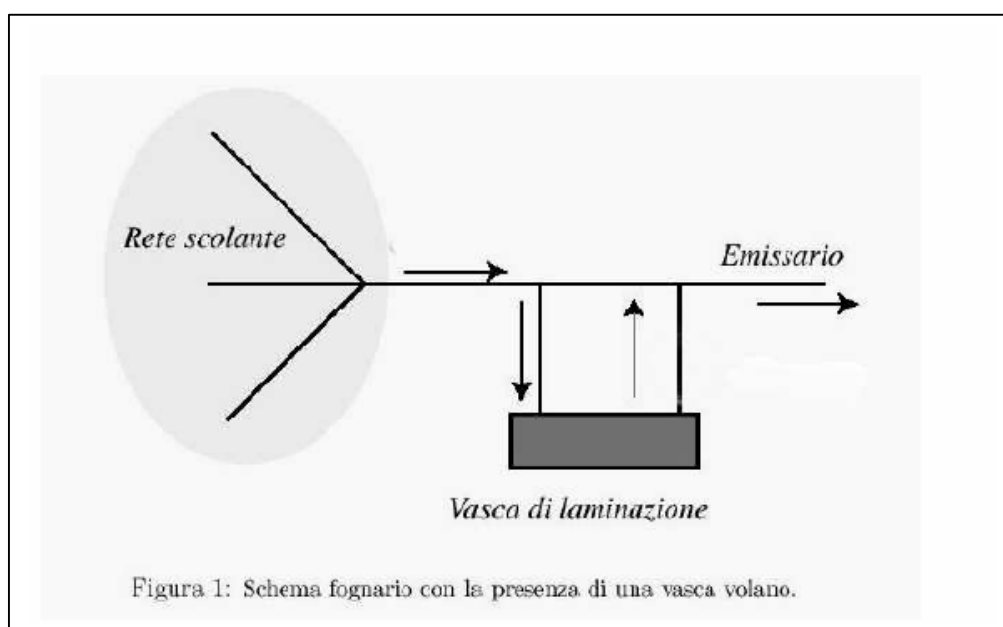 Rete scolante
Emissario
Vasca di laminazione
Figura 1: Schema fognario con la presenza di una vasca volano.